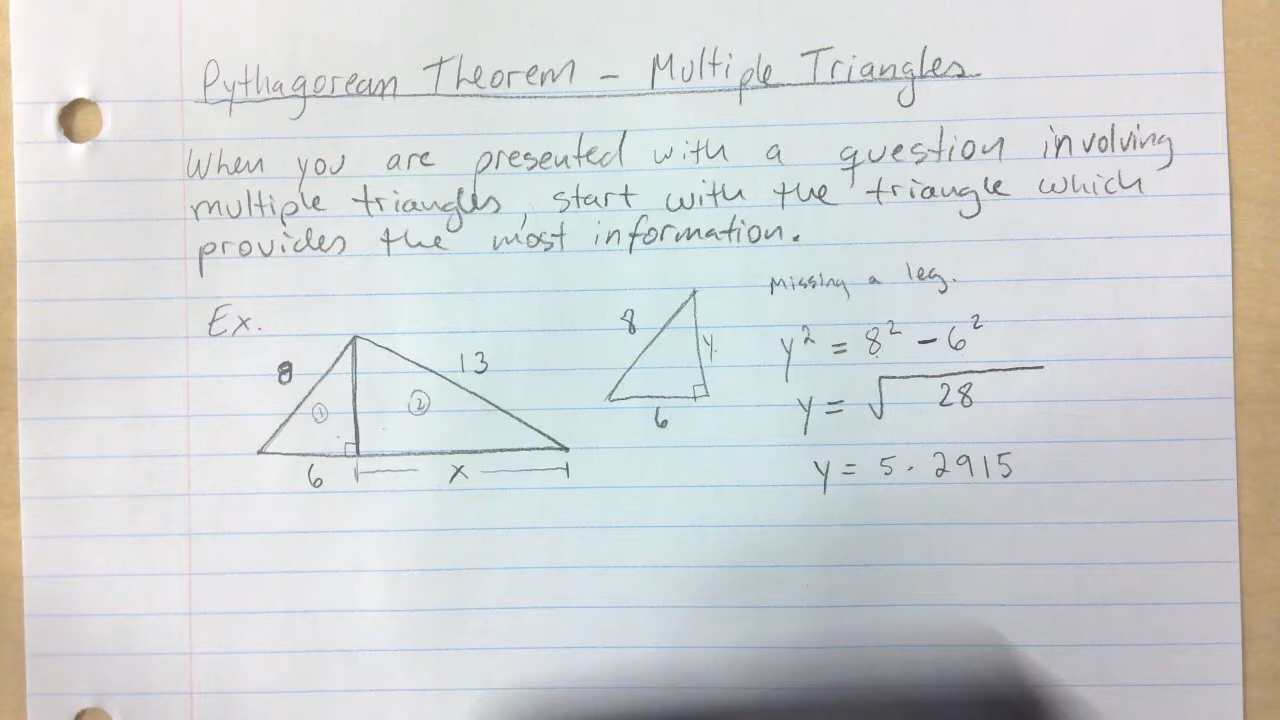 Pythagorean Theorem - Multiple Triangles
When you are presented with a question involving
multiple triangles, start with the triangle which
provides the most information.
Missing a leg.
Ex.
8
13
①
②
6
x
8
y
6
y² = 8² - 6²
y = √28
y = 5.2915